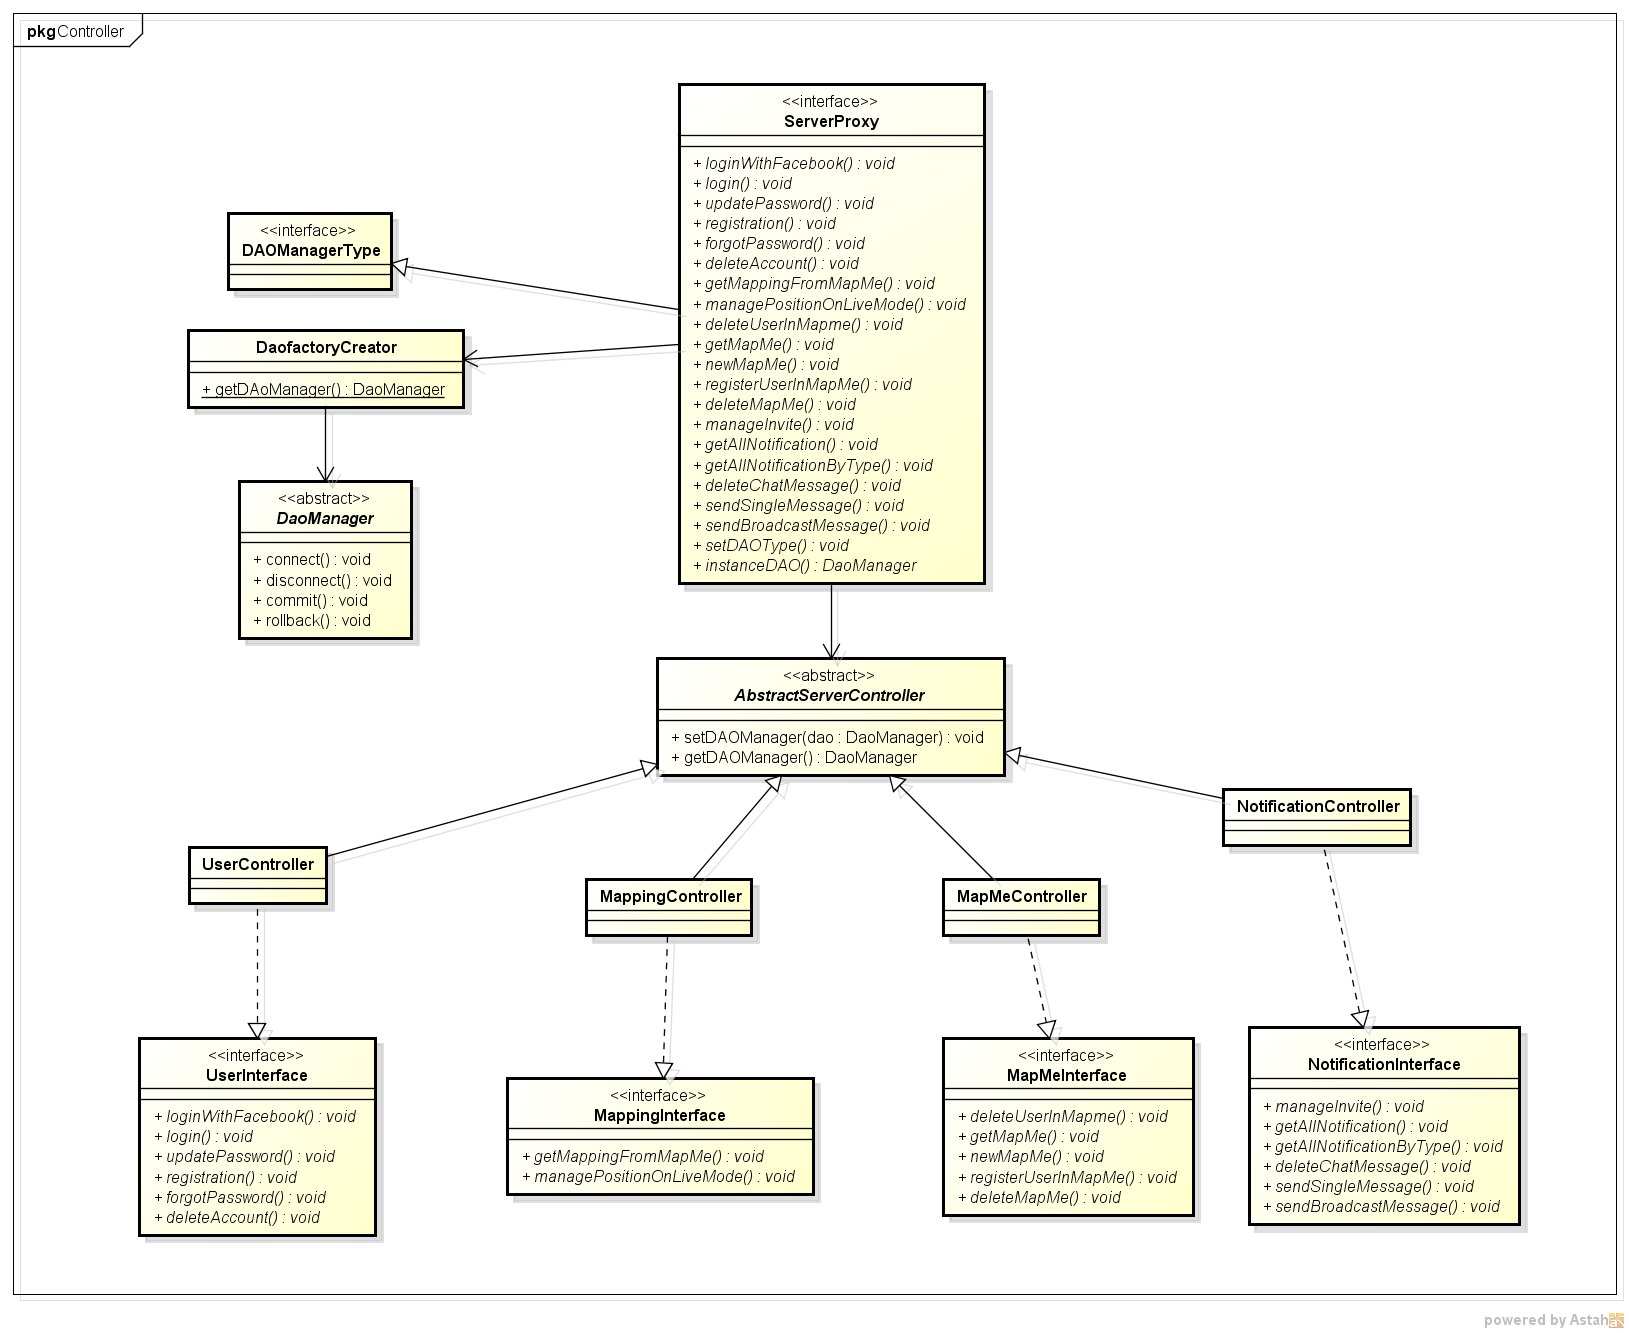 pkg Controller
<<interface>>
ServerProxy
+ loginWithFacebook() : void
+ login() : void
+ updatePassword() : void
+ registration() : void
+ forgotPassword() : void
+ deleteAccount() : void
+ getMappingFromMapMe() : void
+ managePositionOnLiveMode() : void
+ deleteUserInMapme() : void
+ getMapMe() : void
+ newMapMe() : void
+ registerUserInMapMe() : void
+ deleteMapMe() : void
+ manageInvite() : void
+ getAllNotification() : void
+ getAllNotificationByType() : void
+ deleteChatMessage() : void
+ sendSingleMessage() : void
+ sendBroadcastMessage() : void
+ setDAOType() : void
+ instanceDAO() : DaoManager
<<interface>>
DAOManagerType
DaofactoryCreator
+ getDAoManager() : DaoManager
<<abstract>>
DaoManager
+ connect() : void
+ disconnect() : void
+ commit() : void
+ rollback() : void
<<abstract>>
AbstractServerController
+ setDAOManager(dao : DaoManager) : void
+ getDAOManager() : DaoManager
UserController
MappingController
MapMeController
NotificationController
<<interface>>
UserInterface
+ loginWithFacebook() : void
+ login() : void
+ updatePassword() : void
+ registration() : void
+ forgotPassword() : void
+ deleteAccount() : void
<<interface>>
MappingInterface
+ getMappingFromMapMe() : void
+ managePositionOnLiveMode() : void
<<interface>>
MapMeInterface
+ deleteUserInMapme() : void
+ getMapMe() : void
+ newMapMe() : void
+ registerUserInMapMe() : void
+ deleteMapMe() : void
<<interface>>
NotificationInterface
+ manageInvite() : void
+ getAllNotification() : void
+ getAllNotificationByType() : void
+ deleteChatMessage() : void
+ sendSingleMessage() : void
+ sendBroadcastMessage() : void
powered by Astah